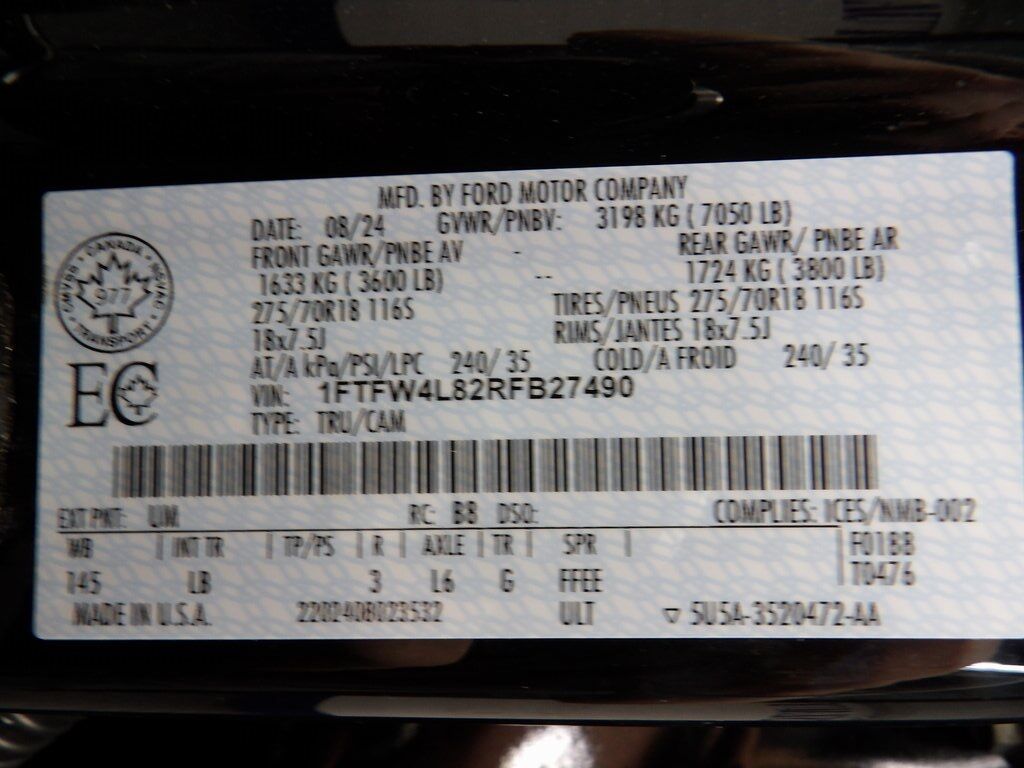 MFD. BY FORD MOTOR COMPANY
DATE: 08/24 GVWR/PNBV: 3198 KG ( 7050 LB)
FRONT GAWR/PNBE AV - REAR GAWR/ PNBE AR
1633 KG ( 3600 LB) -- 1724 KG ( 3800 LB)
275/70R18 116S TIRES/PNEUS 275/70R18 116S
18x7.5J RIMS/JANTES 18x7.5J
AT/A kPa/PSI/LPC 240/ 35 COLD/A FROID 240/ 35
VIN: 1FTFW4L82RFB27490
TYPE: TRU/CAM
CANADA
CMVSS NSVAC
977
TRANSPORT
EC
EXT PNT: UM RC: B8 DSO: COMPLIES: ICES/NMB-002
WB | INT TR | TP/PS | R | AXLE | TR | SPR | F01BB
145 LB 3 L6 G FFEE T0476
MADE IN U.S.A. ULT ▽ 5U5A-3520472-AA